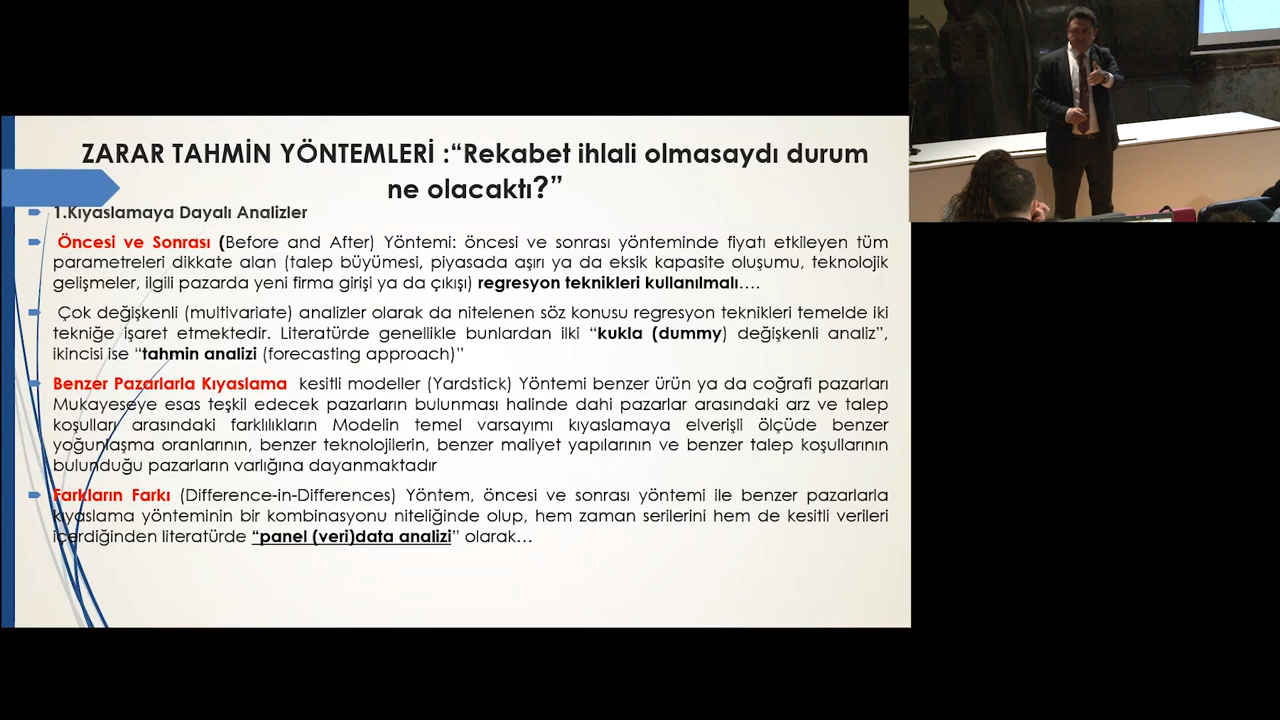 ZARAR TAHMİN YÖNTEMLERİ :“Rekabet ihlali olmasaydı durum
ne olacaktı?”
1.Kıyaslamaya Dayalı Analizler
Öncesi ve Sonrası (Before and After) Yöntemi: öncesi ve sonrası yönteminde fiyatı etkileyen tüm
parametreleri dikkate alan (talep büyümesi, piyasada aşırı ya da eksik kapasite oluşumu, teknolojik
gelişmeler, ilgili pazarda yeni firma girişi ya da çıkışı) regresyon teknikleri kullanılmalı….
Çok değişkenli (multivariate) analizler olarak da nitelenen söz konusu regresyon teknikleri temelde iki
tekniğe işaret etmektedir. Literatürde genellikle bunlardan ilki “kukla (dummy) değişkenli analiz”,
ikincisi ise “tahmin analizi (forecasting approach)”
Benzer Pazarlarla Kıyaslama kesitli modeller (Yardstick) Yöntemi benzer ürün ya da coğrafi pazarları
Mukayeseye esas teşkil edecek pazarların bulunması halinde dahi pazarlar arasındaki arz ve talep
koşulları arasındaki farklılıkların Modelin temel varsayımı kıyaslamaya elverişli ölçüde benzer
yoğunlaşma oranlarının, benzer teknolojilerin, benzer maliyet yapılarının ve benzer talep koşullarının
bulunduğu pazarların varlığına dayanmaktadır
Farkların Farkı (Difference-in-Differences) Yöntem, öncesi ve sonrası yöntemi ile benzer pazarlarla
kıyaslama yönteminin bir kombinasyonu niteliğinde olup, hem zaman serilerini hem de kesitli verileri
içerdiğinden literatürde “panel (veri)data analizi” olarak…